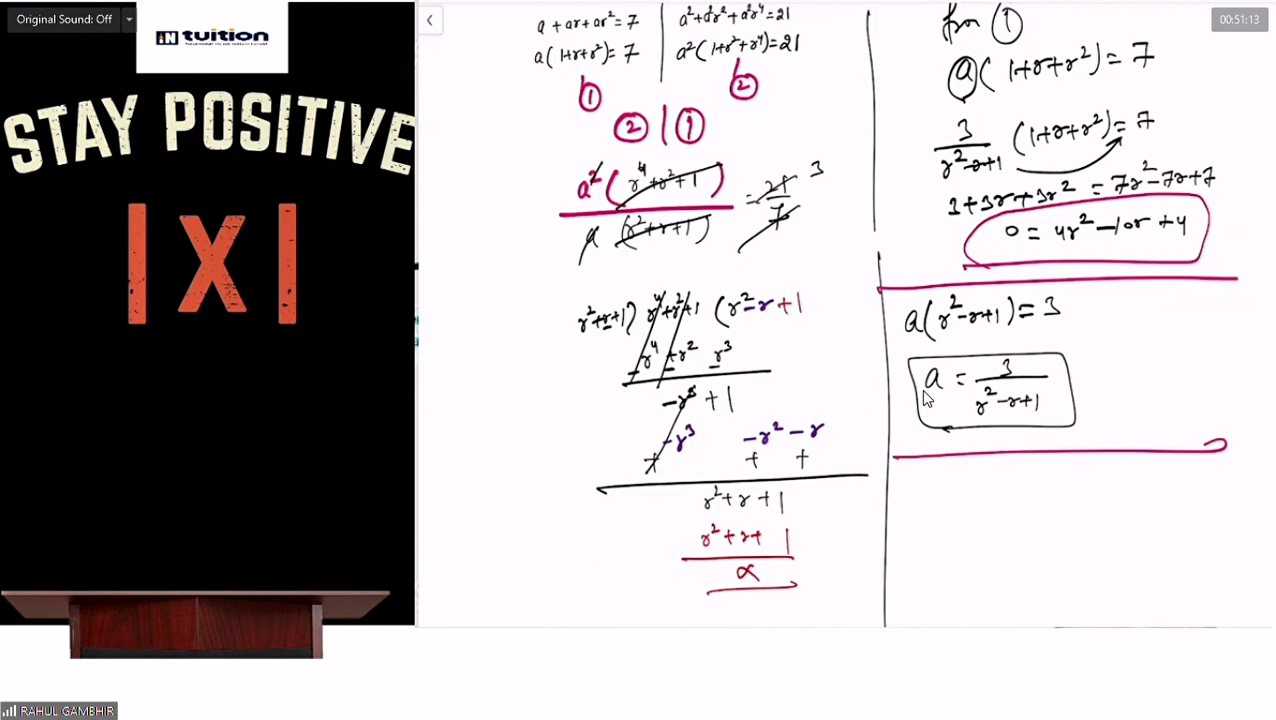 Original Sound: Off
iN tuition
STAY POSITIVE
|X|
RAHUL GAMBHIR
00:51:13
a + ar + ar² = 7
a(1+r+r²) = 7
①
a²+a²r²+a²r⁴=21
a²(1+r²+r⁴)=21
②
② | ①
a²(r⁴+r²+1)
a (r²+r+1)
= 21 3
7
r²+r+1) r⁴+r²+1 (r²-r+1
-r⁴ +r² r³
-r³ +1
-r³ -r² -r
+ + +
r²+r+1
r²+r+1
α
from ①
a(1+r+r²) = 7
3
r²-r+1
(1+r+r²) = 7
3+3r+3r² = 7r²-7r+7
0 = 4r²-10r+4
a(r²-r+1) = 3
a = 3
r²-r+1